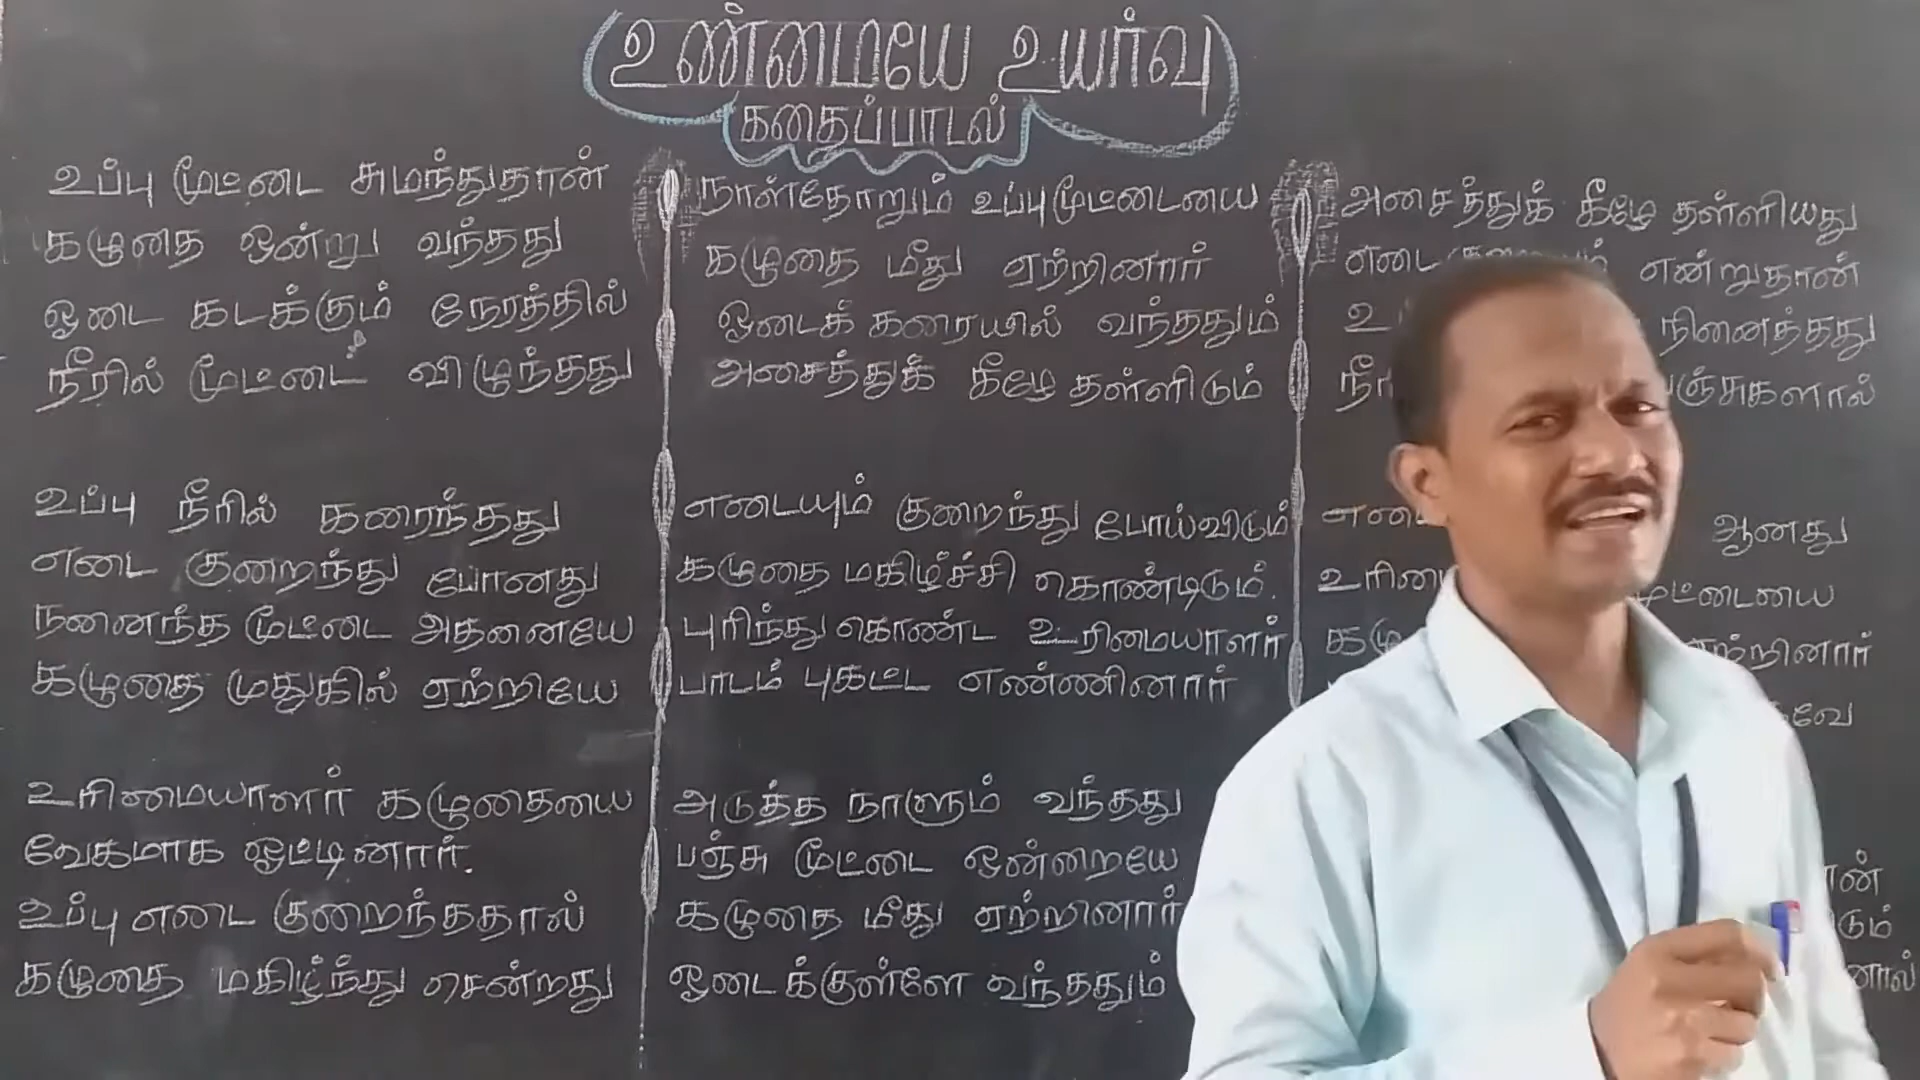 உண்மையே உயர்வு
கதைப்பாடல்
உப்பு மூட்டை சுமந்துதான்
கழுதை ஒன்று வந்தது
ஓடை கடக்கும் நேரத்தில்
நீரில் மூட்டை விழுந்தது
உப்பு நீரில் கரைந்தது
எடை குறைந்து போனது
நனைந்த மூட்டை அதனையே
கழுதை முதுகில் ஏற்றியே
உரிமையாளர் கழுதையை
வேகமாக ஓட்டினார்.
உப்பு எடை குறைந்ததால்
கழுதை மகிழ்ந்து சென்றது
நாள்தோறும் உப்பு மூட்டையை
கழுதை மீது ஏற்றினார்
ஓடைக் கரையில் வந்ததும்
அசைத்துக் கீழே தள்ளிடும்
எடையும் குறைந்து போய்விடும்
கழுதை மகிழ்ச்சி கொண்டிடும்.
புரிந்து கொண்ட உரிமையாளர்
பாடம் புகட்ட எண்ணினார்
அடுத்த நாளும் வந்தது
பஞ்சு மூட்டை ஒன்றையே
கழுதை மீது ஏற்றினார்
ஓடைக்குள்ளே வந்ததும்
அசைத்துக் கீழே தள்ளியது
எடை என்றுதான்
நினைத்தது
ஆனது
மூட்டையை
ஏற்றினார்